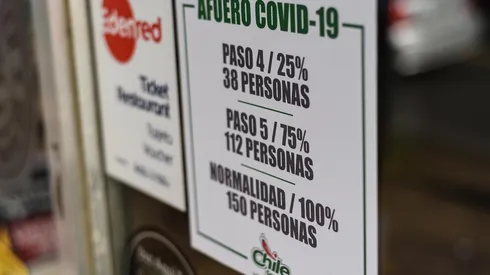 Edenred
Ticket
Restaurant
AFUERO COVID-19
PASO 4 / 25%
38 PERSONAS
PASO 5 / 75%
112 PERSONAS
NORMALIDAD / 100%
150 PERSONAS
Chile